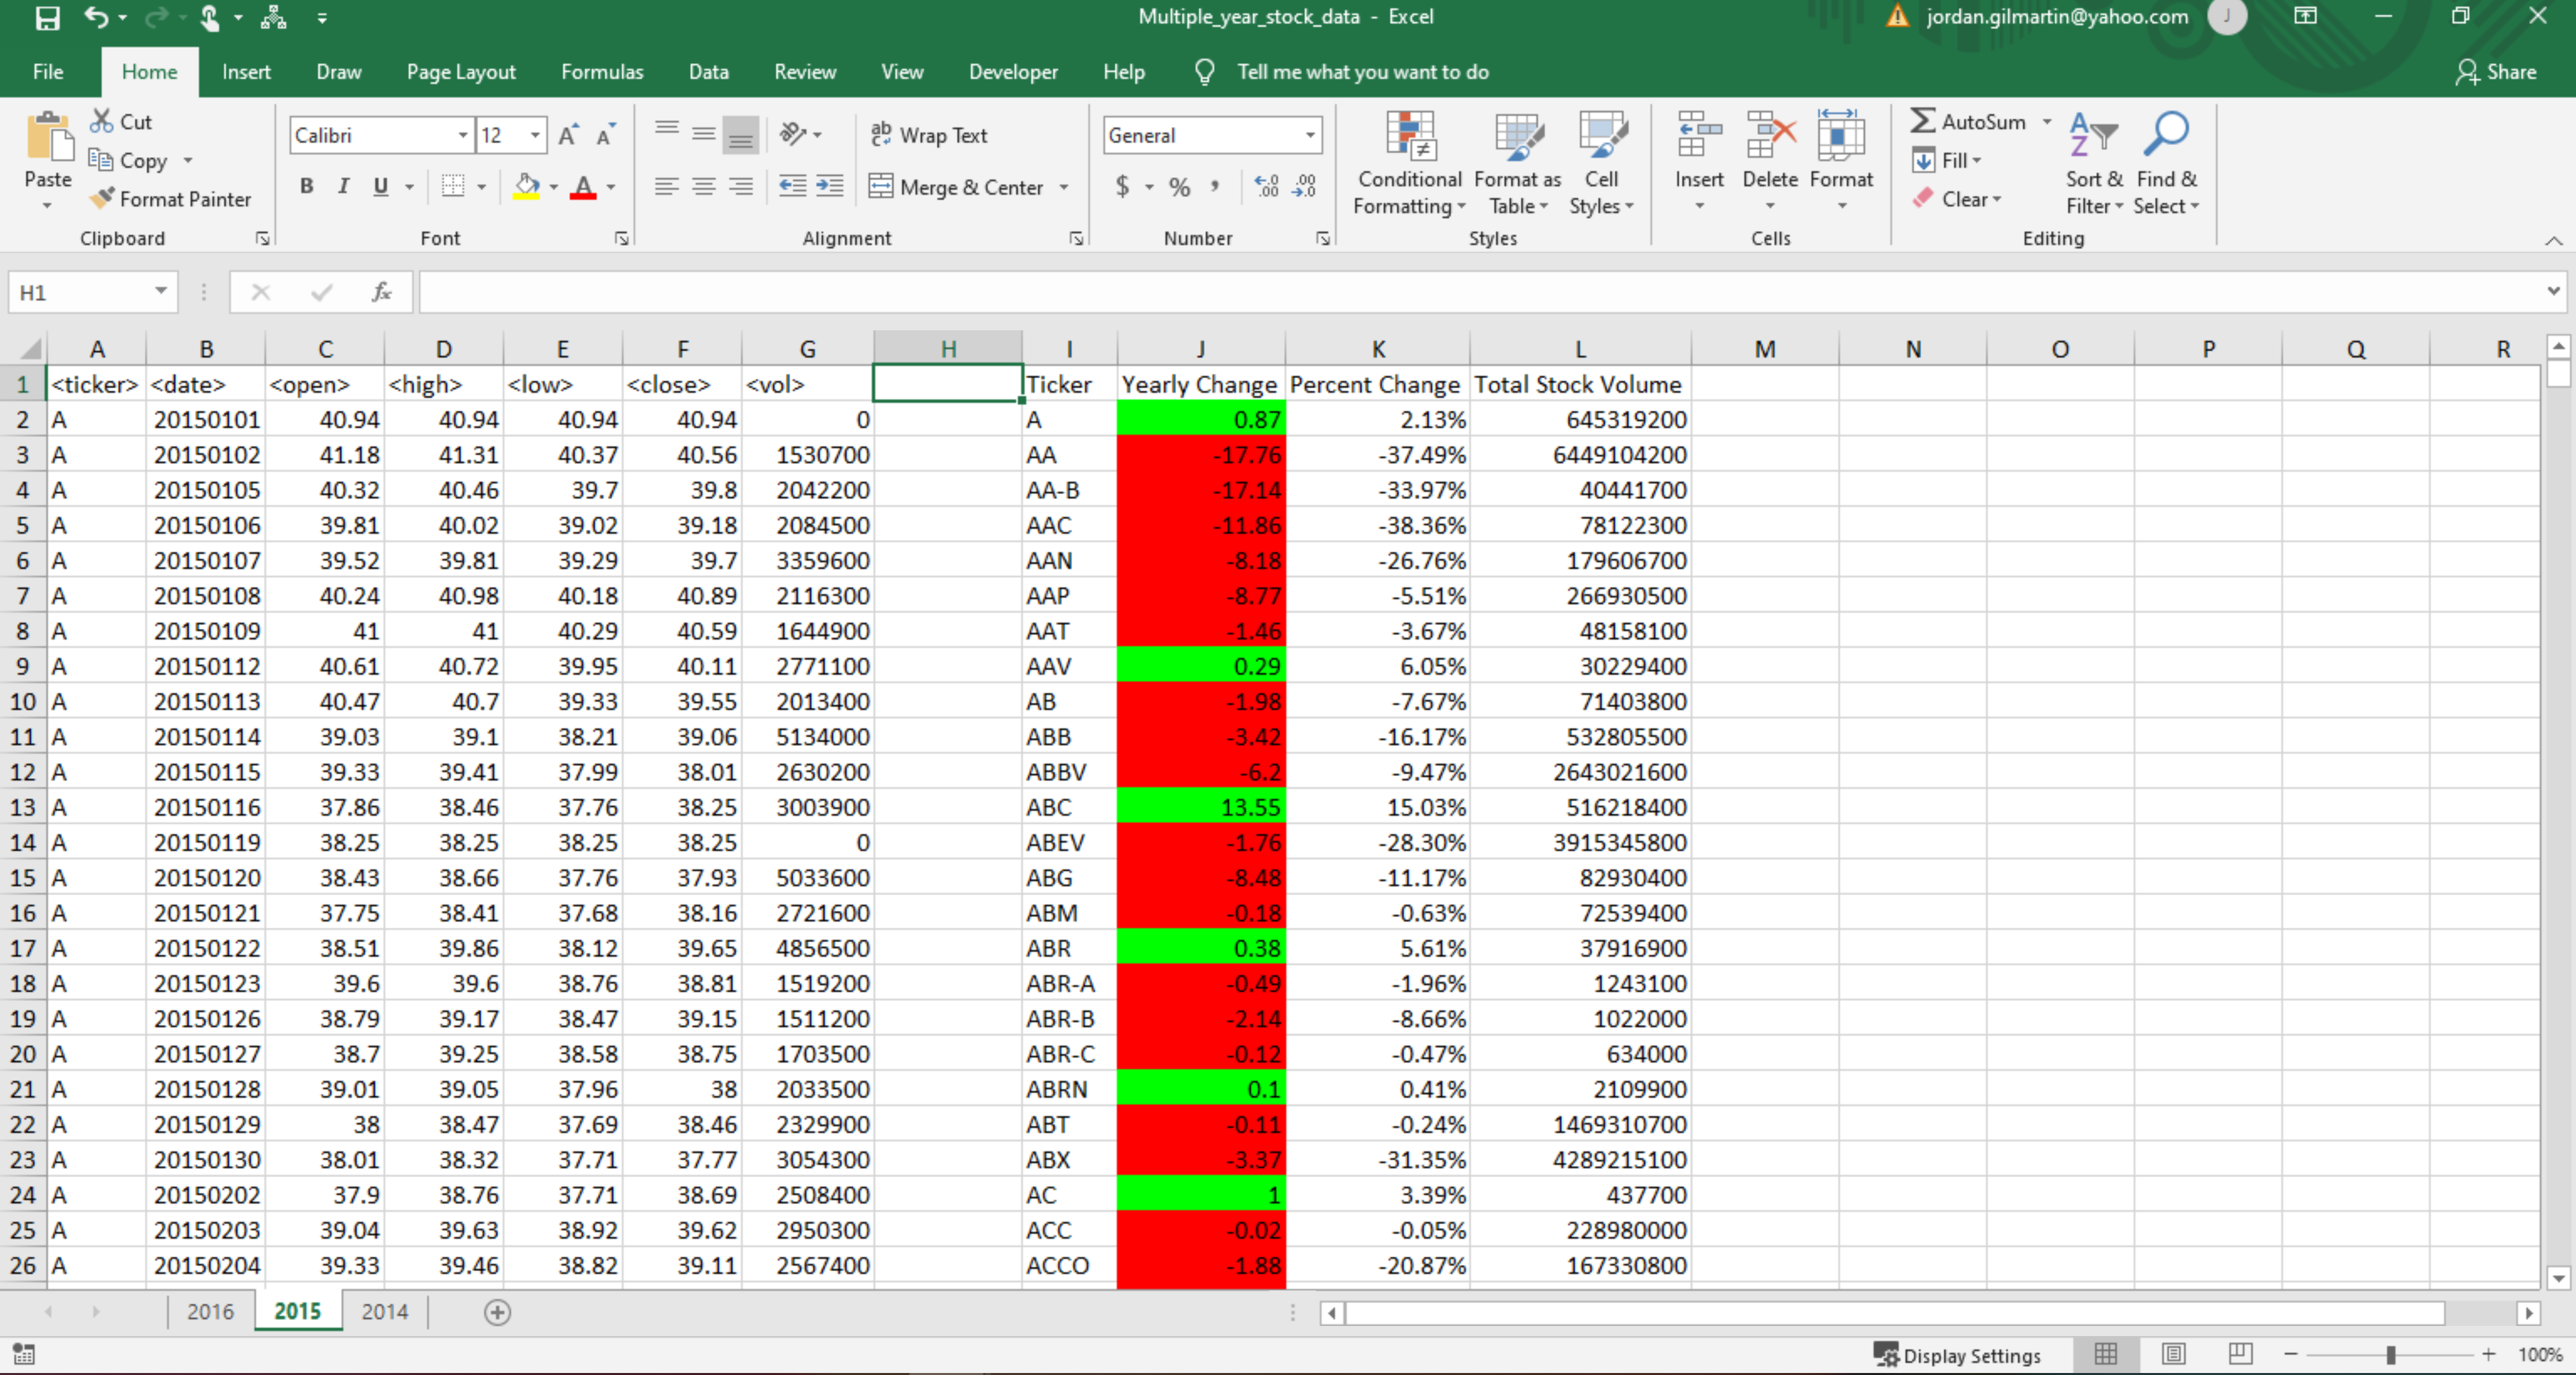 Multiple_year_stock_data - Excel
jordan.gilmartin@yahoo.com J
File Home Insert Draw Page Layout Formulas Data Review View Developer Help Tell me what you want to do Share
Paste Cut
Copy
Format Painter
Calibri 12 A A
B I U A
ab Wrap Text
Merge & Center
General
$ % , .0 .00 .00 .0
Conditional Formatting
Format as Table
Cell Styles
Insert Delete Format
AutoSum
Fill
Clear
Sort & Filter
Find & Select
Clipboard Font Alignment Number Styles Cells Editing
H1 fx
A B C D E F G H I J K L M N O P Q R
1 <ticker> <date> <open> <high> <low> <close> <vol> Ticker Yearly Change Percent Change Total Stock Volume
2 A 20150101 40.94 40.94 40.94 40.94 0 A 0.87 2.13% 645319200
3 A 20150102 41.18 41.31 40.37 40.56 1530700 AA -17.76 -37.49% 6449104200
4 A 20150105 40.32 40.46 39.7 39.8 2042200 AA-B -17.14 -33.97% 40441700
5 A 20150106 39.81 40.02 39.02 39.18 2084500 AAC -11.86 -38.36% 78122300
6 A 20150107 39.52 39.81 39.29 39.7 3359600 AAN -8.18 -26.76% 179606700
7 A 20150108 40.24 40.98 40.18 40.89 2116300 AAP -8.77 -5.51% 266930500
8 A 20150109 41 41 40.29 40.59 1644900 AAT -1.46 -3.67% 48158100
9 A 20150112 40.61 40.72 39.95 40.11 2771100 AAV 0.29 6.05% 30229400
10 A 20150113 40.47 40.7 39.33 39.55 2013400 AB -1.98 -7.67% 71403800
11 A 20150114 39.03 39.1 38.21 39.06 5134000 ABB -3.42 -16.17% 532805500
12 A 20150115 39.33 39.41 37.99 38.01 2630200 ABBV -6.2 -9.47% 2643021600
13 A 20150116 37.86 38.46 37.76 38.25 3003900 ABC 13.55 15.03% 516218400
14 A 20150119 38.25 38.25 38.25 38.25 0 ABEV -1.76 -28.30% 3915345800
15 A 20150120 38.43 38.66 37.76 37.93 5033600 ABG -8.48 -11.17% 82930400
16 A 20150121 37.75 38.41 37.68 38.16 2721600 ABM -0.18 -0.63% 72539400
17 A 20150122 38.51 39.86 38.12 39.65 4856500 ABR 0.38 5.61% 37916900
18 A 20150123 39.6 39.6 38.76 38.81 1519200 ABR-A -0.49 -1.96% 1243100
19 A 20150126 38.79 39.17 38.47 39.15 1511200 ABR-B -2.14 -8.66% 1022000
20 A 20150127 38.7 39.25 38.58 38.75 1703500 ABR-C -0.12 -0.47% 634000
21 A 20150128 39.01 39.05 37.96 38 2033500 ABRN 0.1 0.41% 2109900
22 A 20150129 38 38.47 37.69 38.46 2329900 ABT -0.11 -0.24% 1469310700
23 A 20150130 38.01 38.32 37.71 37.77 3054300 ABX -3.37 -31.35% 4289215100
24 A 20150202 37.9 38.76 37.71 38.69 2508400 AC 1 3.39% 437700
25 A 20150203 39.04 39.63 38.92 39.62 2950300 ACC -0.02 -0.05% 228980000
26 A 20150204 39.33 39.46 38.82 39.11 2567400 ACCO -1.88 -20.87% 167330800
2016 2015 2014
Display Settings 100%